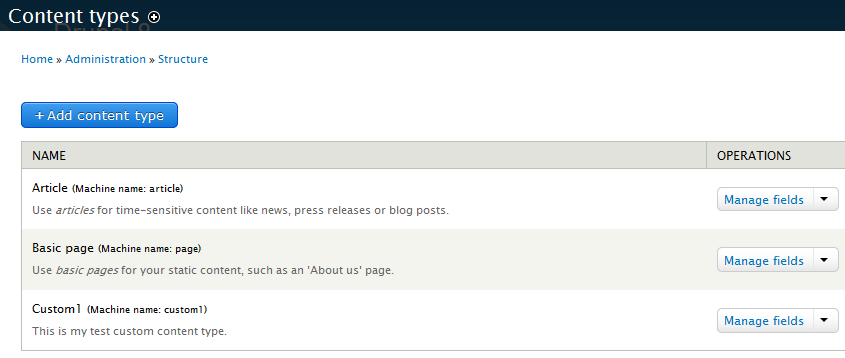 Content types
Drupal 8
Home » Administration » Structure
+ Add content type
NAME OPERATIONS
Article (Machine name: article)
Use articles for time-sensitive content like news, press releases or blog posts.
Manage fields
Basic page (Machine name: page)
Use basic pages for your static content, such as an 'About us' page.
Manage fields
Custom1 (Machine name: custom1)
This is my test custom content type.
Manage fields